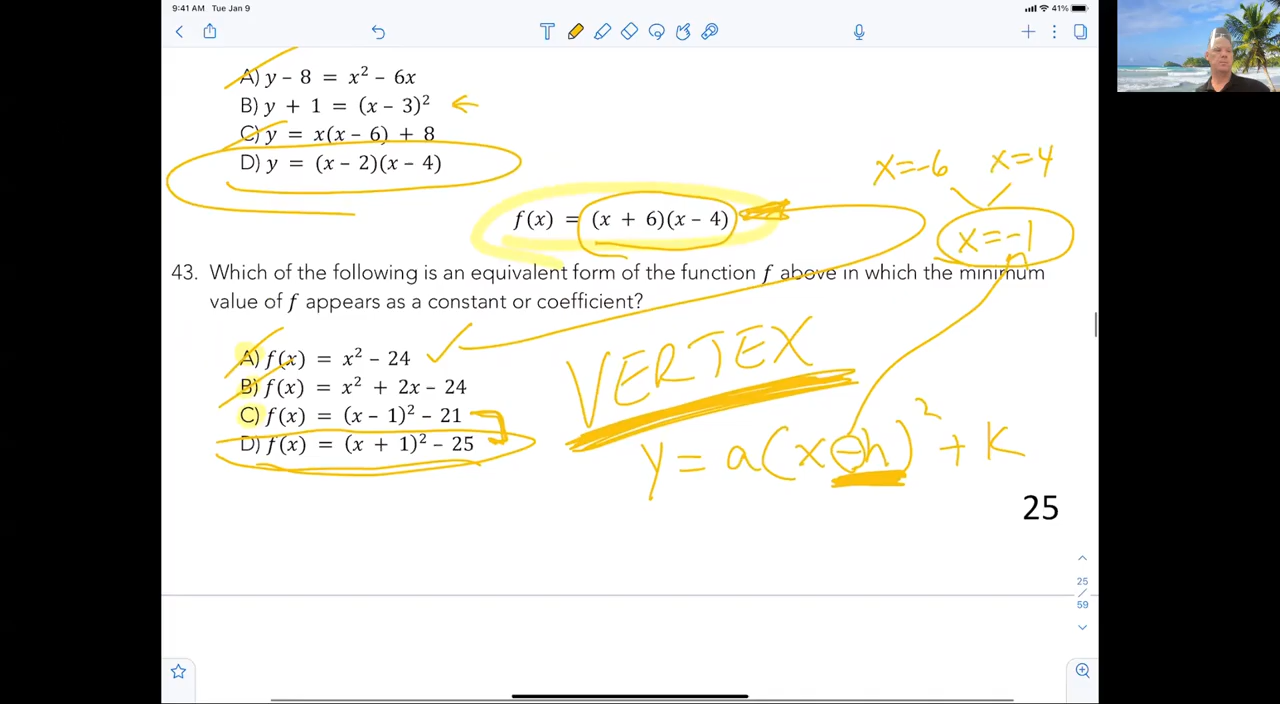 9:41 AM Tue Jan 9
41%
A) y – 8 = x² – 6x
B) y + 1 = (x – 3)²
C) y = x(x – 6) + 8
D) y = (x – 2)(x – 4)
x=-6 x=4
f(x) = (x + 6)(x – 4)
x=-1
43. Which of the following is an equivalent form of the function f above in which the minimum
value of f appears as a constant or coefficient?
A) f(x) = x² – 24
B) f(x) = x² + 2x – 24
C) f(x) = (x – 1)² – 21
D) f(x) = (x + 1)² – 25
VERTEX
y = a(x-h)² + K
25
25
/
59